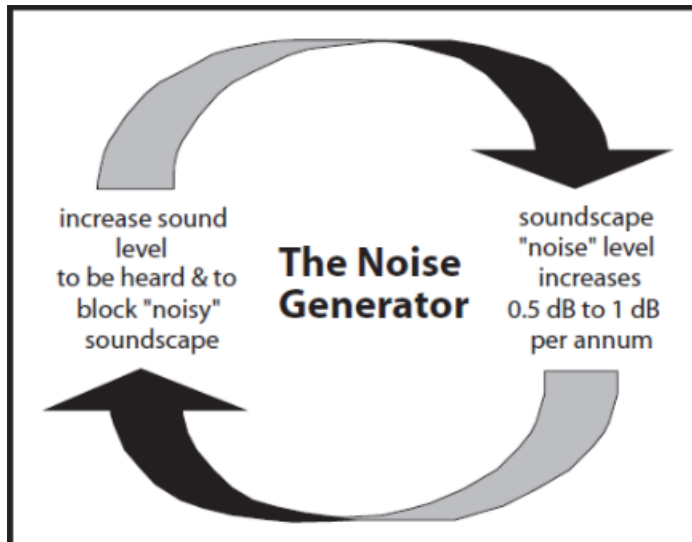 increase sound
level
to be heard & to
block "noisy"
soundscape
The Noise
Generator
soundscape
"noise" level
increases
0.5 dB to 1 dB
per annum